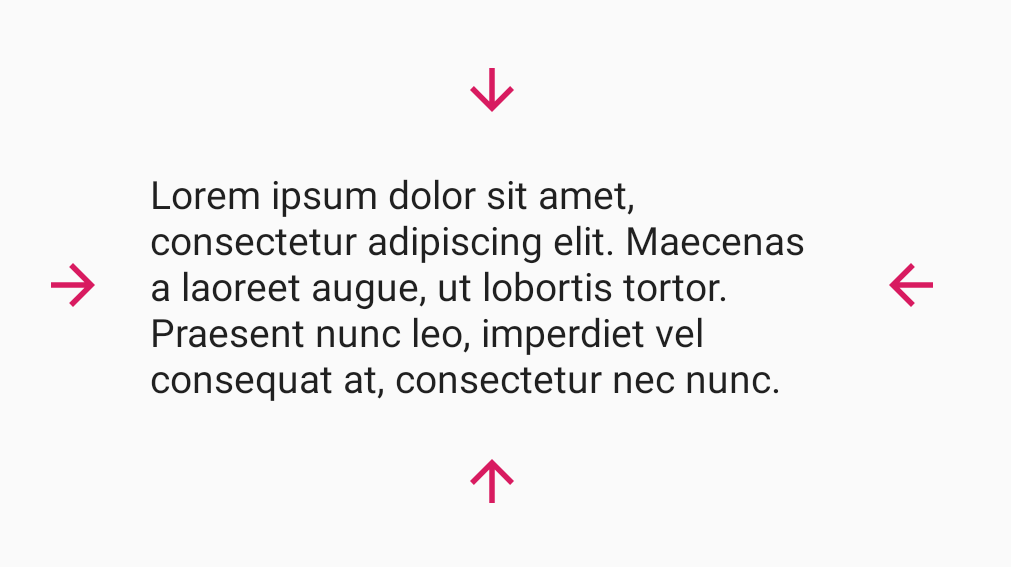 Lorem ipsum dolor sit amet,
consectetur adipiscing elit. Maecenas
a laoreet augue, ut lobortis tortor.
Praesent nunc leo, imperdiet vel
consequat at, consectetur nec nunc.